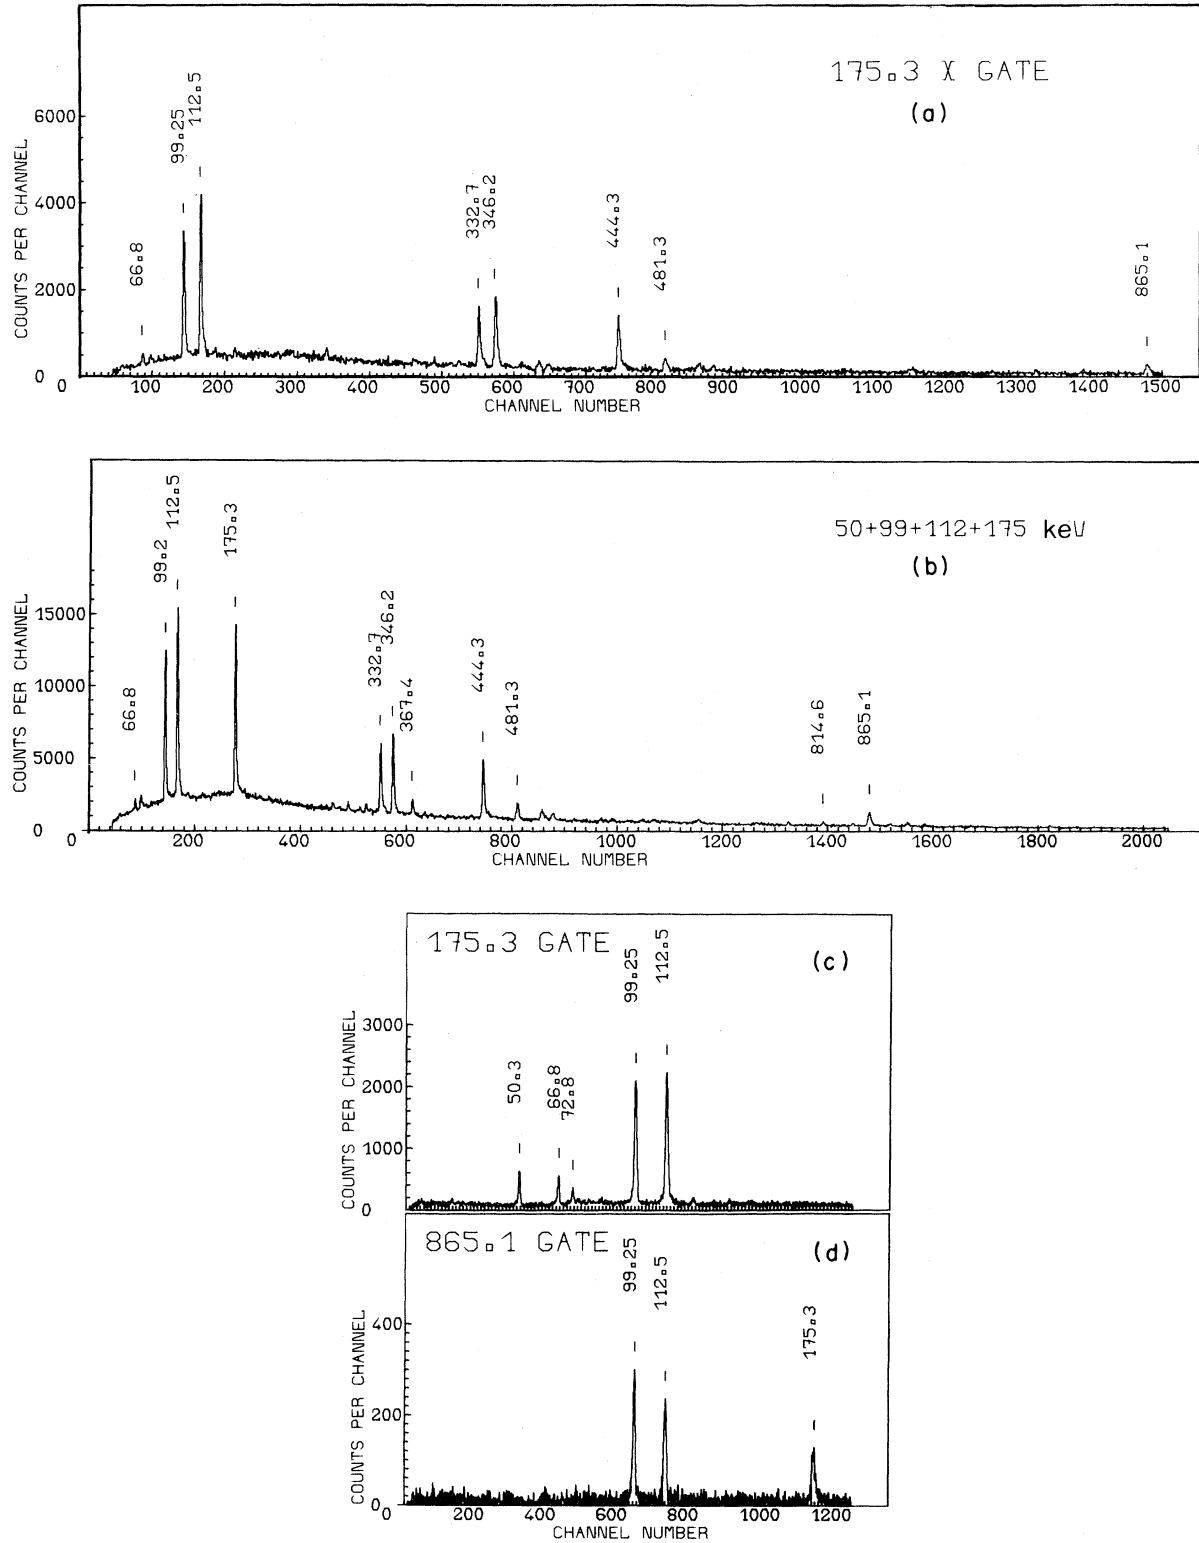 175.3 X GATE
(a)
66.8
99.25
112.5
332.7
346.2
444.3
481.3
865.1
COUNTS PER CHANNEL
6000
4000
2000
0
0 100 200 300 400 500 600 700 800 900 1000 1100 1200 1300 1400 1500
CHANNEL NUMBER
50+99+112+175 keV
(b)
66.8
99.2
112.5
175.3
332.7
346.2
367.4
444.3
481.3
814.6
865.1
COUNTS PER CHANNEL
15000
10000
5000
0
0 200 400 600 800 1000 1200 1400 1600 1800 2000
CHANNEL NUMBER
175.3 GATE
(c)
50.3
66.8
72.8
99.25
112.5
COUNTS PER CHANNEL
3000
2000
1000
0
865.1 GATE
(d)
99.25
112.5
175.3
COUNTS PER CHANNEL
400
200
0
0 200 400 600 800 1000 1200
CHANNEL NUMBER